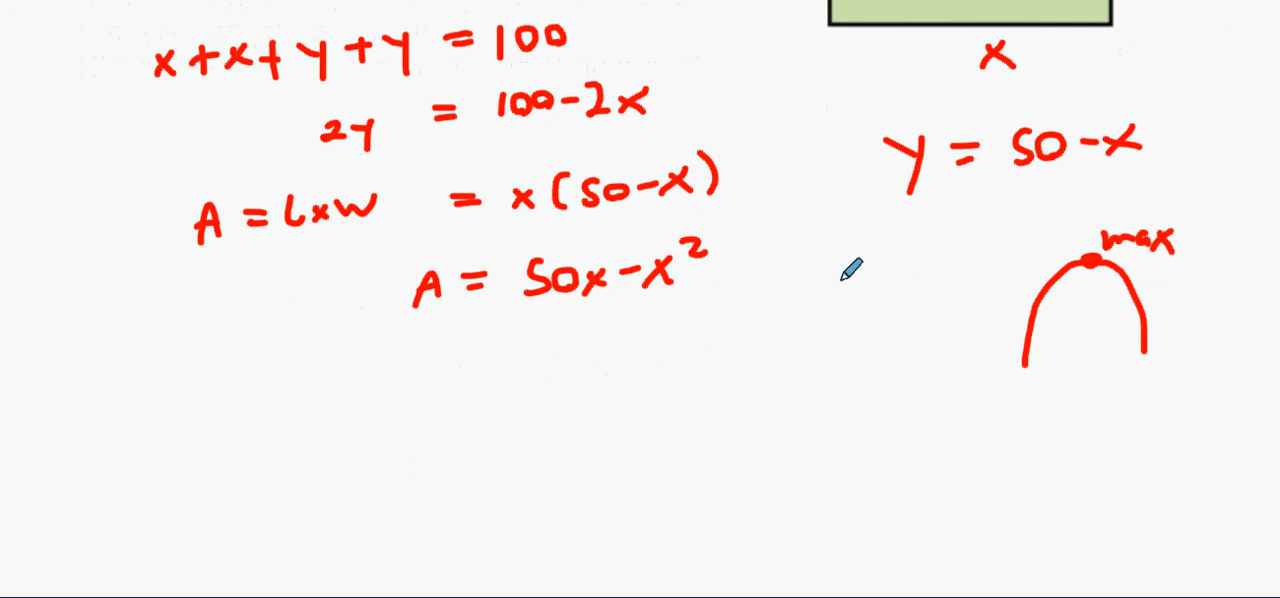 x + x + y + y = 100
x
2y = 100 - 2x
y = 50 - x
A = L x W = x (50 - x)
max
A = 50x - x²